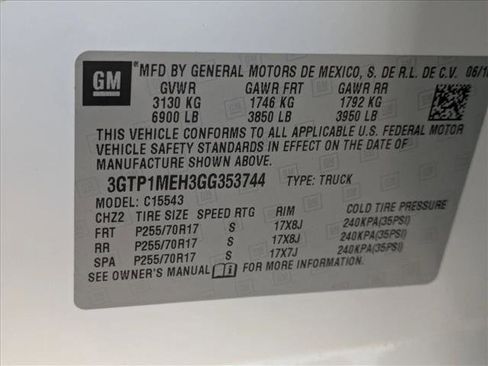 GM ®MFD BY GENERAL MOTORS DE MEXICO, S. DE R.L. DE C.V.
GVWR GAWR FRT GAWR RR
3130 KG 1746 KG 1792 KG
6900 LB 3850 LB 3950 LB
THIS VEHICLE CONFORMS TO ALL APPLICABLE U.S. FEDERAL MOTOR
VEHICLE SAFETY STANDARDS IN EFFECT ON THE DATE OF
MANUFACTURE SHOWN ABOVE.
3GTP1MEH3GG353744 TYPE: TRUCK
MODEL: C15543
CHZ2 TIRE SIZE SPEED RTG RIM COLD TIRE PRESSURE
FRT P255/70R17 S 17X8J 240KPA(35PSI)
RR P255/70R17 S 17X8J 240KPA(35PSI)
SPA P255/70R17 S 17X7J 240KPA(35PSI)
SEE OWNER'S MANUAL FOR MORE INFORMATION.